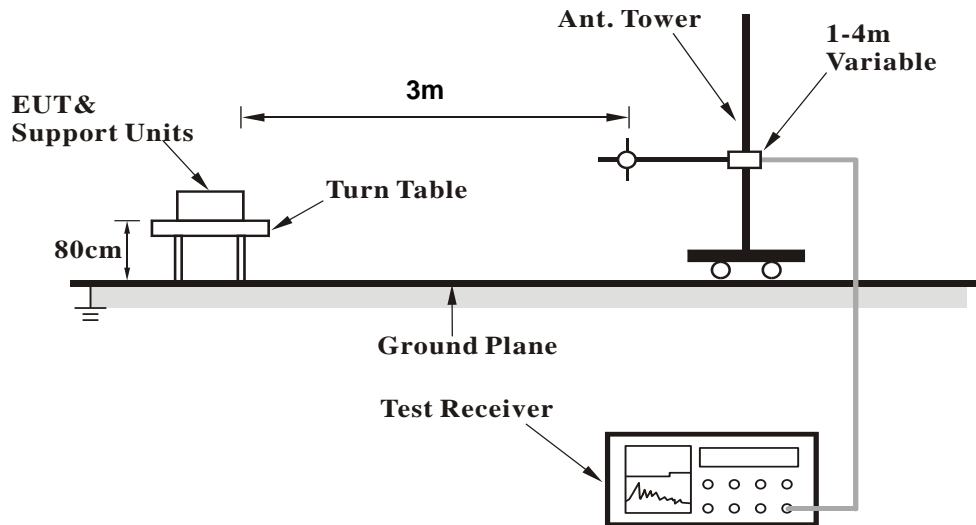 Ant. Tower
1-4m
Variable
3m
EUT&
Support Units
Turn Table
80cm
Ground Plane
Test Receiver